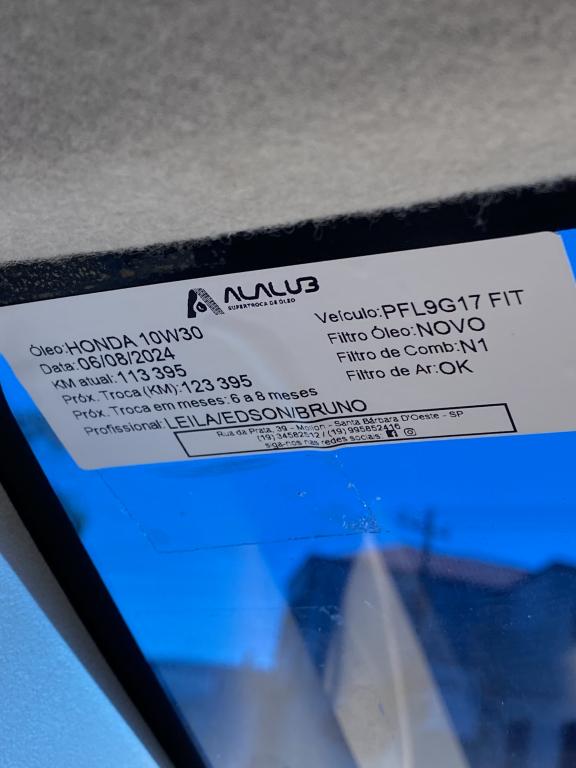 ALALUB
SUPERTROCA DE ÓLEO
Óleo:HONDA 10W30
Data:06/08/2024
KM atual:113 395
Próx. Troca (KM):123 395
Próx. Troca em meses: 6 a 8 meses
Profissional:LEILA/EDSON/BRUNO
Veículo:PFL9G17 FIT
Filtro Óleo:NOVO
Filtro de Comb:N1
Filtro de Ar:OK
Rua da Prata, 39 - Mollon - Santa Bárbara D'Oeste - SP
(19) 34582512 / (19) 995852416
siga-nos nas redes sociais